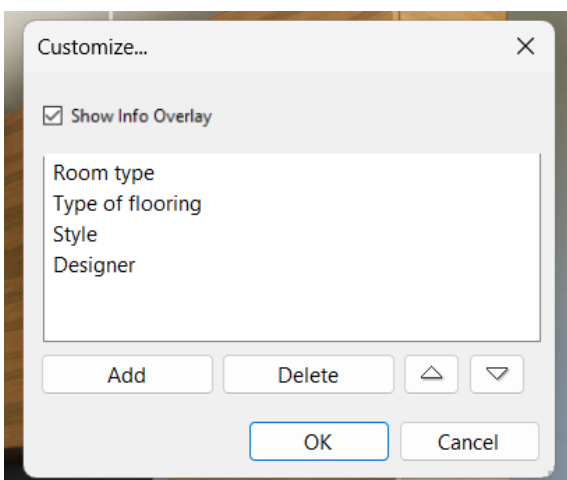 Customize...
Show Info Overlay
Room type
Type of flooring
Style
Designer
Add
Delete
OK
Cancel